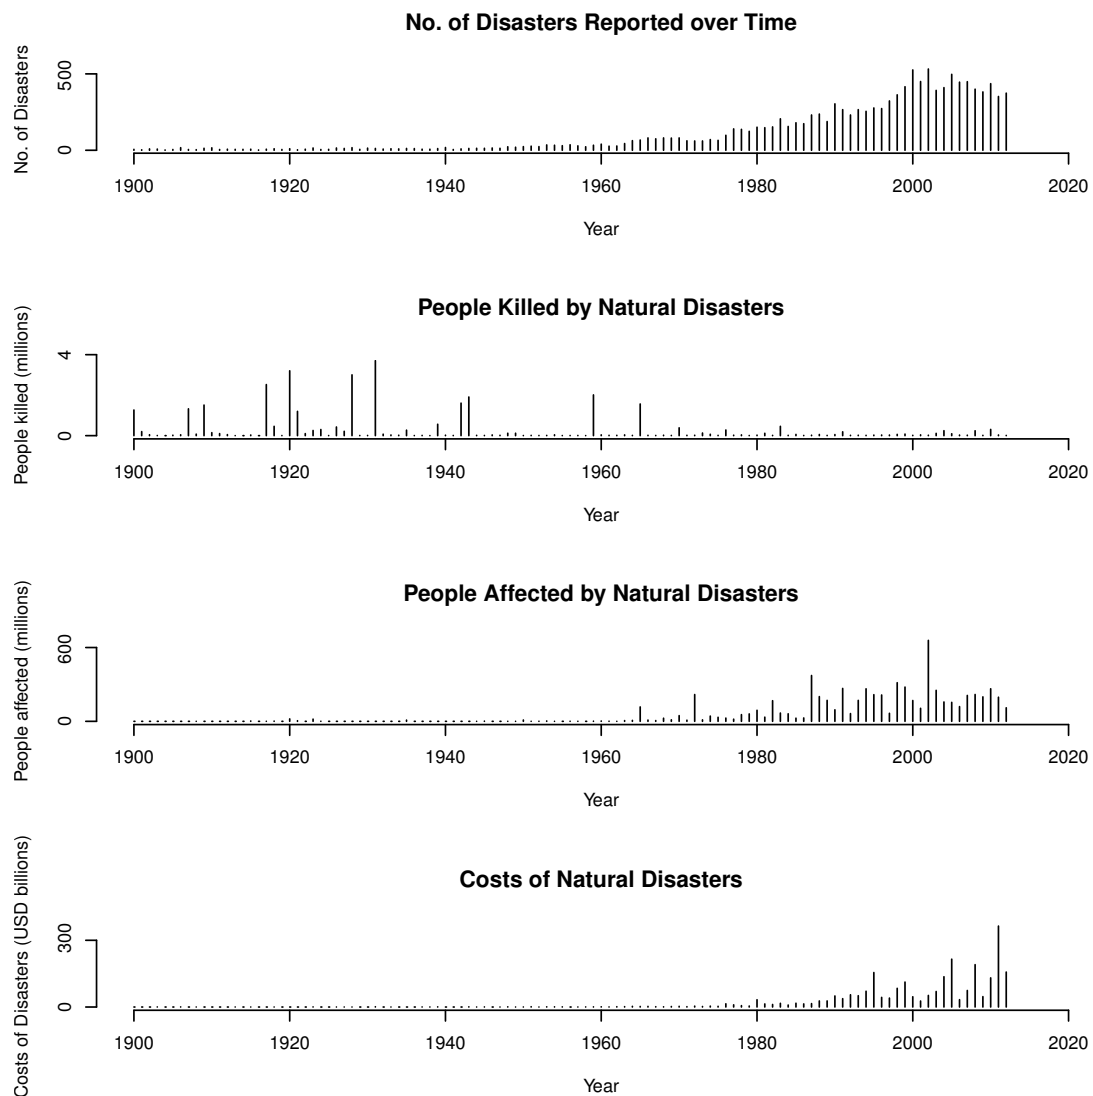 No. of Disasters Reported over Time
No. of Disasters
500
0
1900 1920 1940 1960 1980 2000 2020
Year
People Killed by Natural Disasters
People killed (millions)
4
0
1900 1920 1940 1960 1980 2000 2020
Year
People Affected by Natural Disasters
People affected (millions)
600
0
1900 1920 1940 1960 1980 2000 2020
Year
Costs of Natural Disasters
Costs of Disasters (USD billions)
300
0
1900 1920 1940 1960 1980 2000 2020
Year